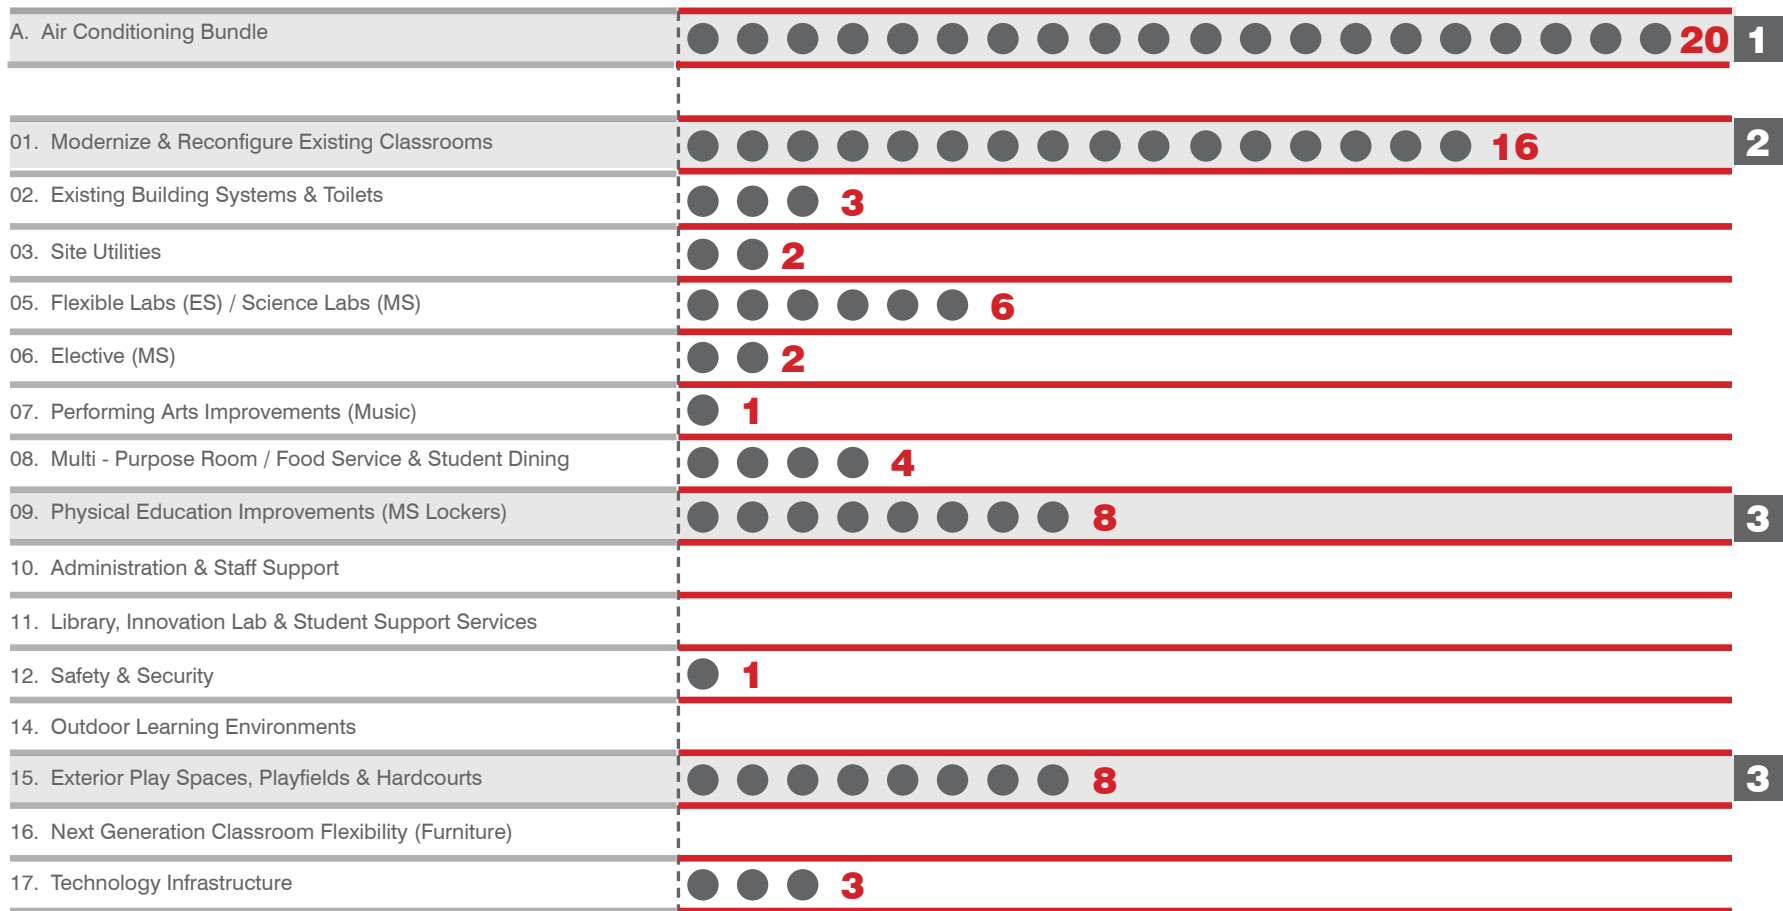 A. Air Conditioning Bundle 20 1
01. Modernize & Reconfigure Existing Classrooms 16 2
02. Existing Building Systems & Toilets 3
03. Site Utilities 2
05. Flexible Labs (ES) / Science Labs (MS) 6
06. Elective (MS) 2
07. Performing Arts Improvements (Music) 1
08. Multi - Purpose Room / Food Service & Student Dining 4
09. Physical Education Improvements (MS Lockers) 8 3
10. Administration & Staff Support
11. Library, Innovation Lab & Student Support Services
12. Safety & Security 1
14. Outdoor Learning Environments
15. Exterior Play Spaces, Playfields & Hardcourts 8 3
16. Next Generation Classroom Flexibility (Furniture)
17. Technology Infrastructure 3